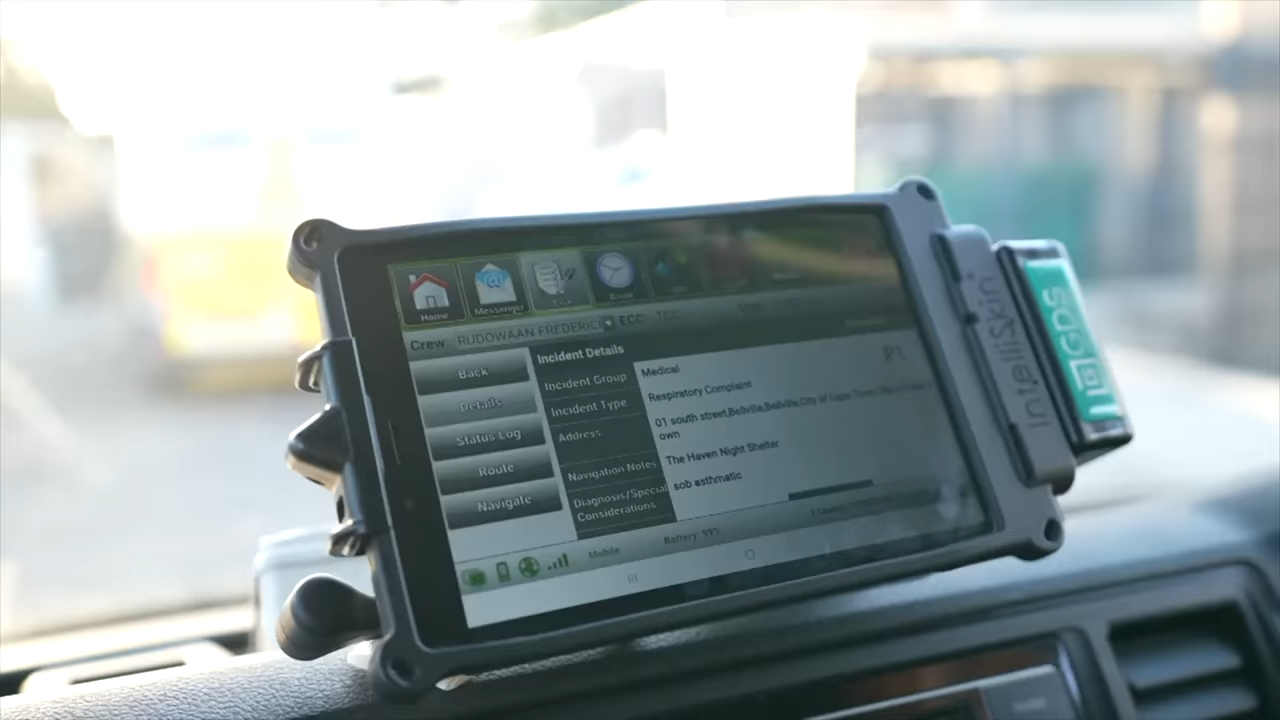 Home
Messenger
Crew: RUDOWAAN FREDERIC ECC
Back
Details
Status Log
Route
Navigate
Incident Details
Incident Group Medical P1
Incident Type Respiratory Complaint
Address 01 south street,Bellville,Bellville,City of Cape Town
own
Navigation Notes The Haven Night Shelter
Diagnosis/Special sob asthmatic
Considerations
Mobile Battery 99%
IntelliSkin
GDS